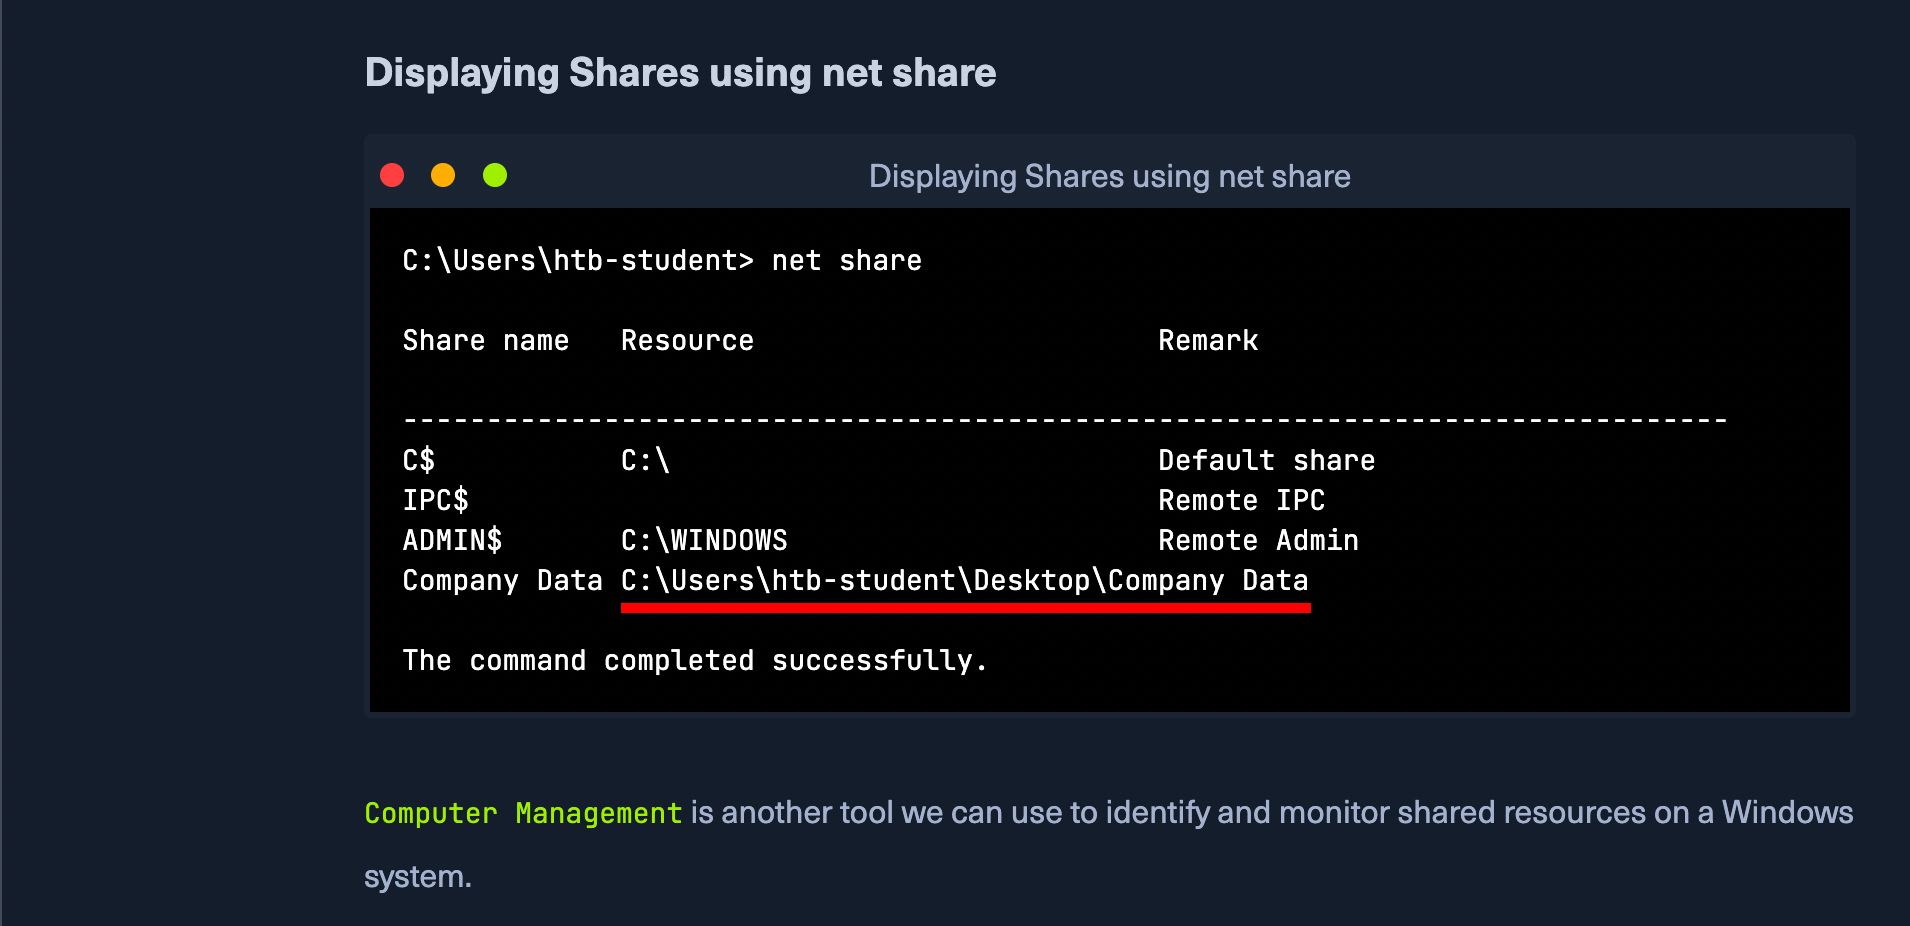 Displaying Shares using net share
Displaying Shares using net share
C:\Users\htb-student> net share
Share name   Resource                        Remark
-------------------------------------------------------------------------------
C$           C:\                             Default share
IPC$                                         Remote IPC
ADMIN$       C:\WINDOWS                      Remote Admin
Company Data C:\Users\htb-student\Desktop\Company Data
The command completed successfully.
Computer Management is another tool we can use to identify and monitor shared resources on a Windows
system.